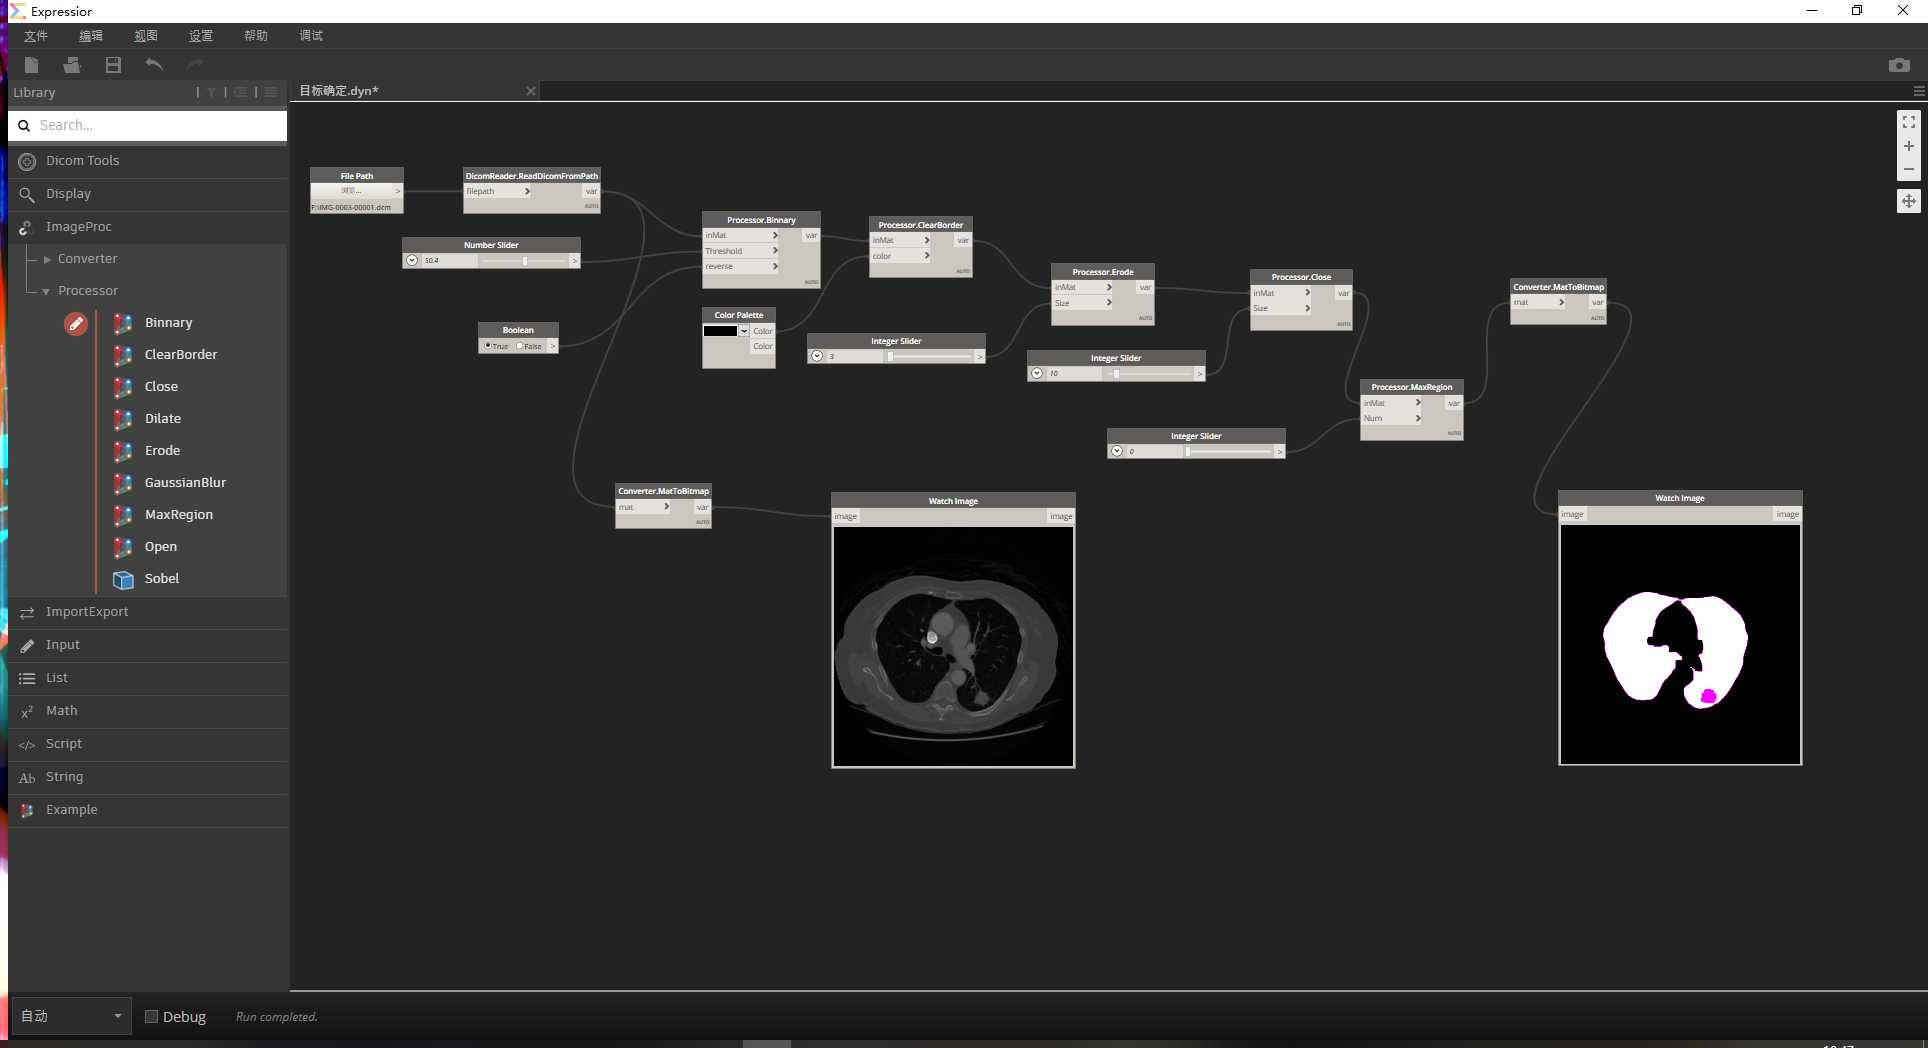 Expressior
文件 编辑 视图 设置 帮助 调试
Library
目标确定.dyn*
Search...
Dicom Tools
Display
ImageProc
Converter
Processor
Binnary
ClearBorder
Close
Dilate
Erode
GaussianBlur
MaxRegion
Open
Sobel
ImportExport
Input
List
Math
Script
String
Example
File Path
浏览... >
F:\IMG-0003-00001.dcm
DicomReader.ReadDicomFromPath
filepath > var
AUTO
Number Slider
50.4 >
Boolean
True False >
Processor.Binnary
inMat > var
Threshold >
reverse >
AUTO
Color Palette
Color
Color
Processor.ClearBorder
inMat > var
color >
AUTO
Integer Slider
3 >
Processor.Erode
inMat > var
Size >
AUTO
Integer Slider
10 >
Processor.Close
inMat > var
Size >
AUTO
Integer Slider
0 >
Processor.MaxRegion
inMat > var
Num >
AUTO
Converter.MatToBitmap
mat > var
AUTO
Converter.MatToBitmap
mat > var
AUTO
Watch Image
image image
Watch Image
image image
自动
Debug
Run completed.